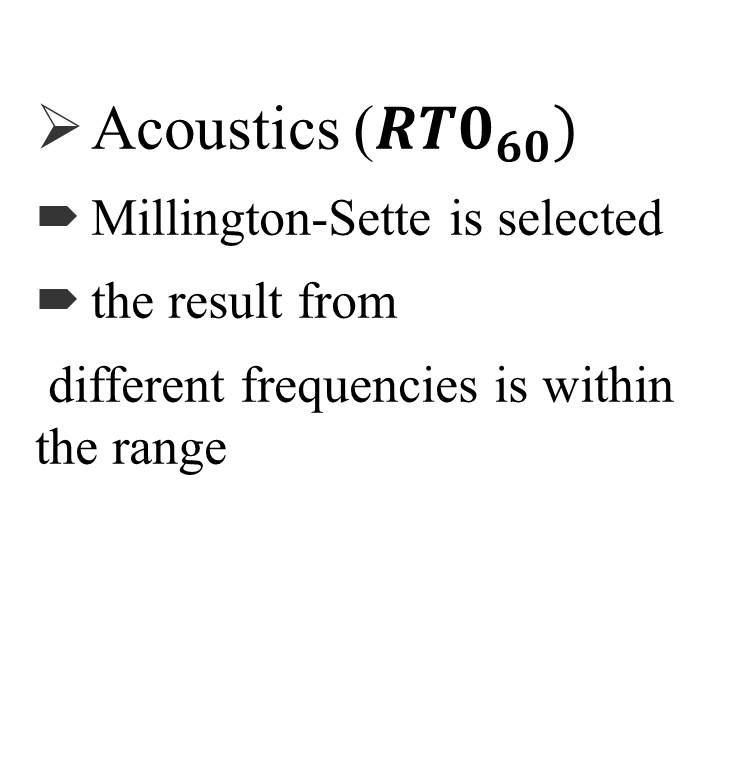 ➢ Acoustics (RT0₆₀)
Millington-Sette is selected
the result from
different frequencies is within
the range